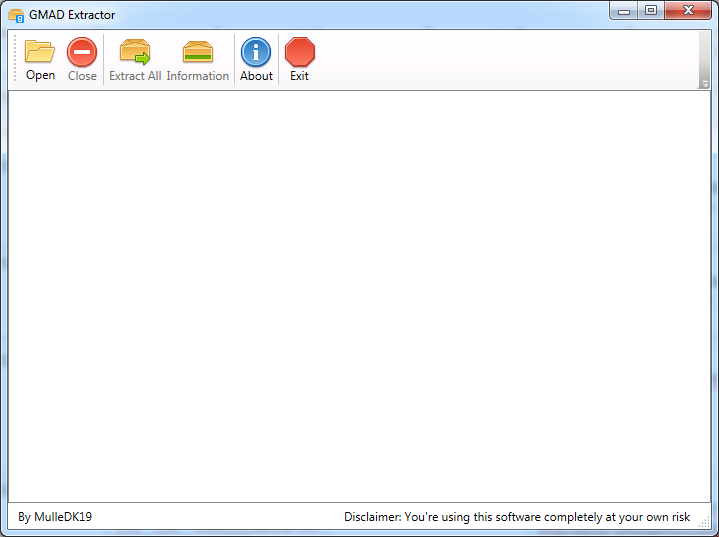 GMAD Extractor
Open Close Extract All Information About Exit
By MulleDK19 Disclaimer: You're using this software completely at your own risk